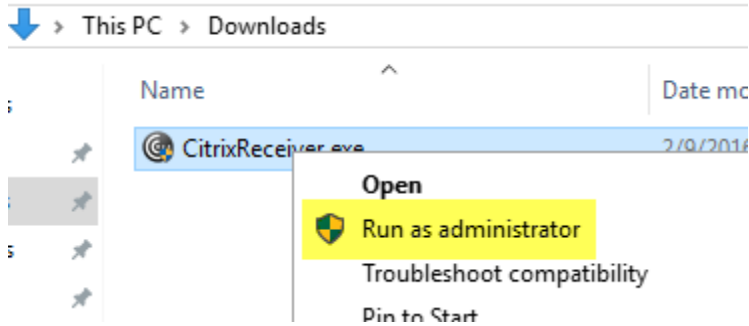 > This PC > Downloads
Name Date mo
CitrixReceiver.exe 2/9/2016
Open
Run as administrator
Troubleshoot compatibility
Pin to Start